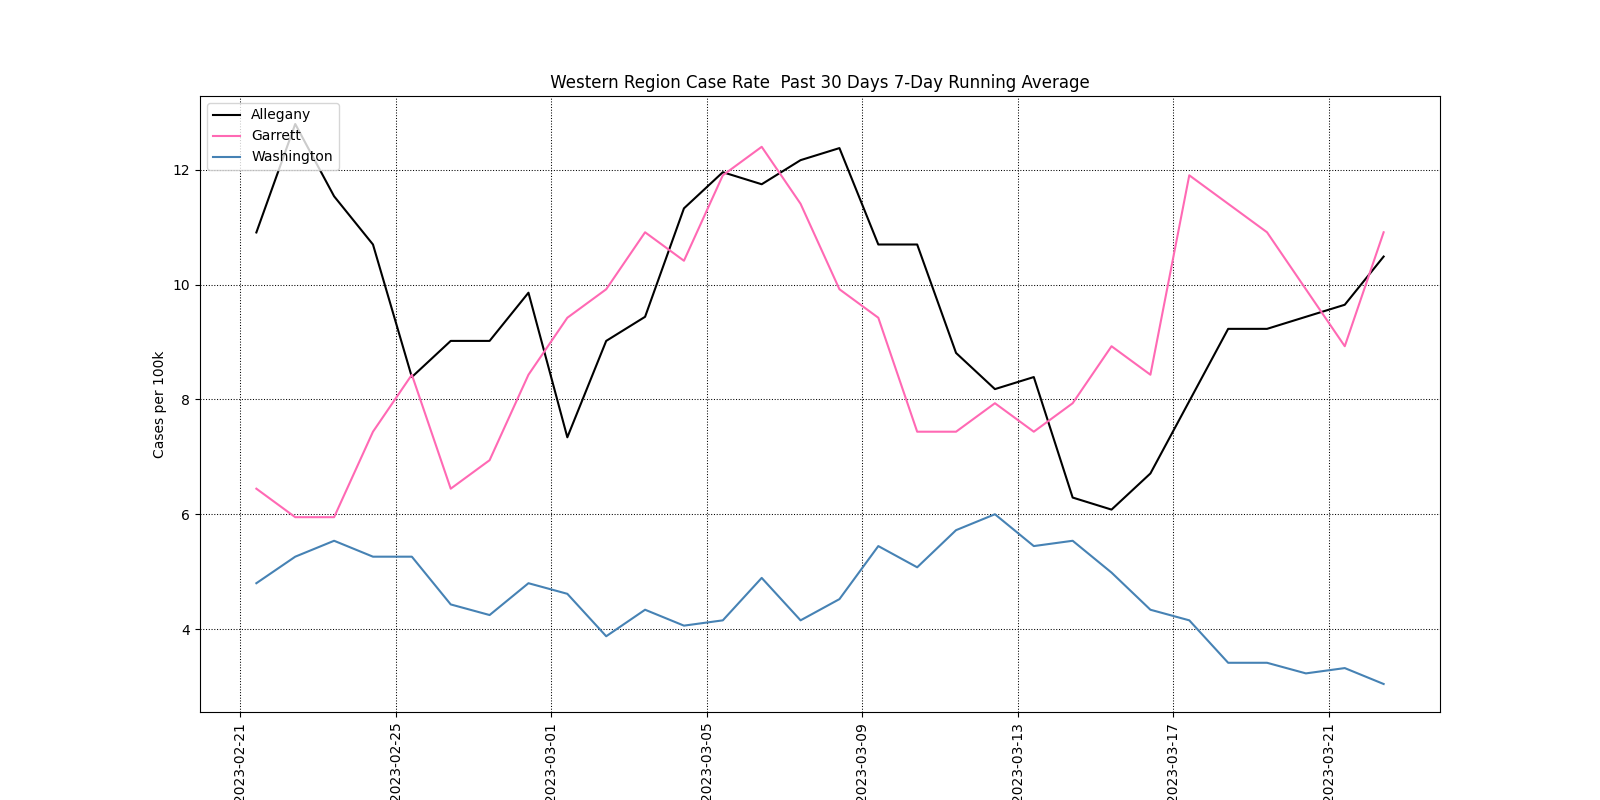 Western Region Case Rate  Past 30 Days 7-Day Running Average
Allegany
Garrett
Washington
Cases per 100k
12
10
8
6
4
2023-02-21
2023-02-25
2023-03-01
2023-03-05
2023-03-09
2023-03-13
2023-03-17
2023-03-21